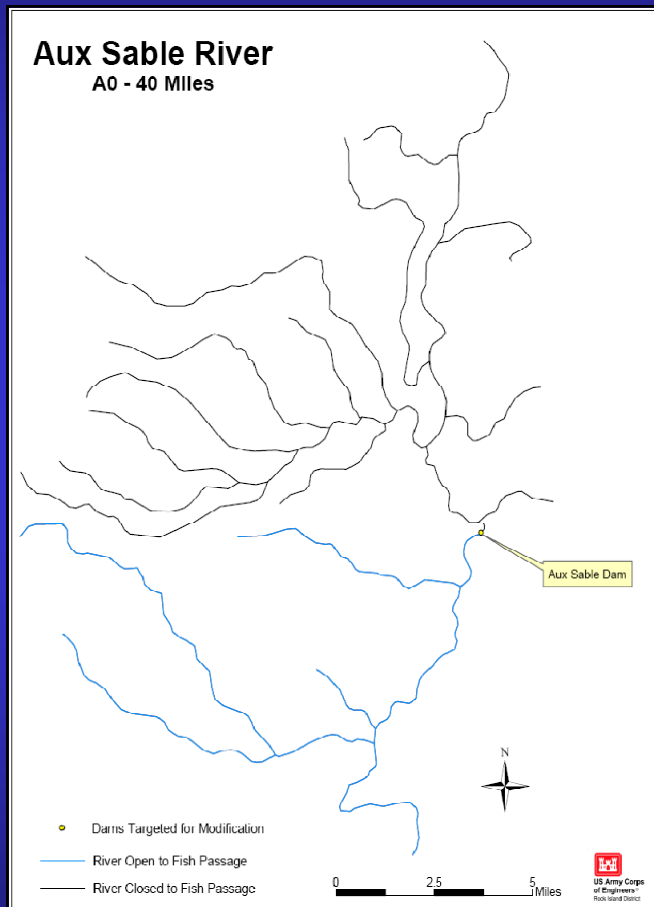 Aux Sable River
A0 - 40 Miles
Aux Sable Dam
N
Dams Targeted for Modification
River Open to Fish Passage
River Closed to Fish Passage
0 2.5 5 Miles
US Army Corps
of Engineers®
Rock Island District